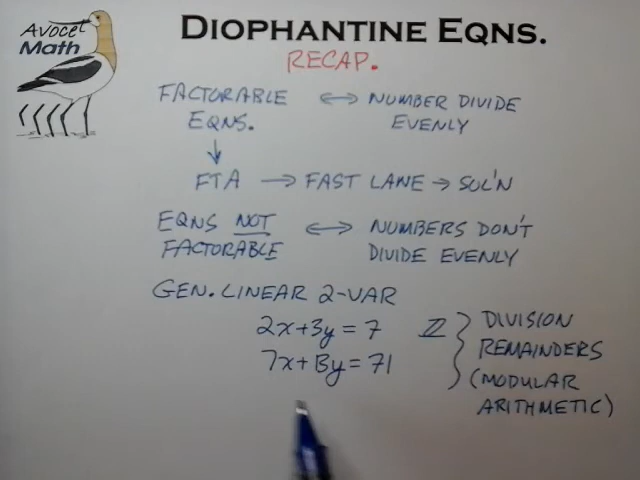 Avocet
Math
DIOPHANTINE EQNS.
RECAP.
FACTORABLE ⟷ NUMBER DIVIDE
EQNS. EVENLY
↓
FTA → FAST LANE → SOL'N
EQNS NOT ⟷ NUMBERS DON'T
FACTORABLE DIVIDE EVENLY
GEN. LINEAR 2-VAR
2x+3y = 7 ℤ } DIVISION
REMAINDERS
7x+13y = 71
(MODULAR
ARITHMETIC)